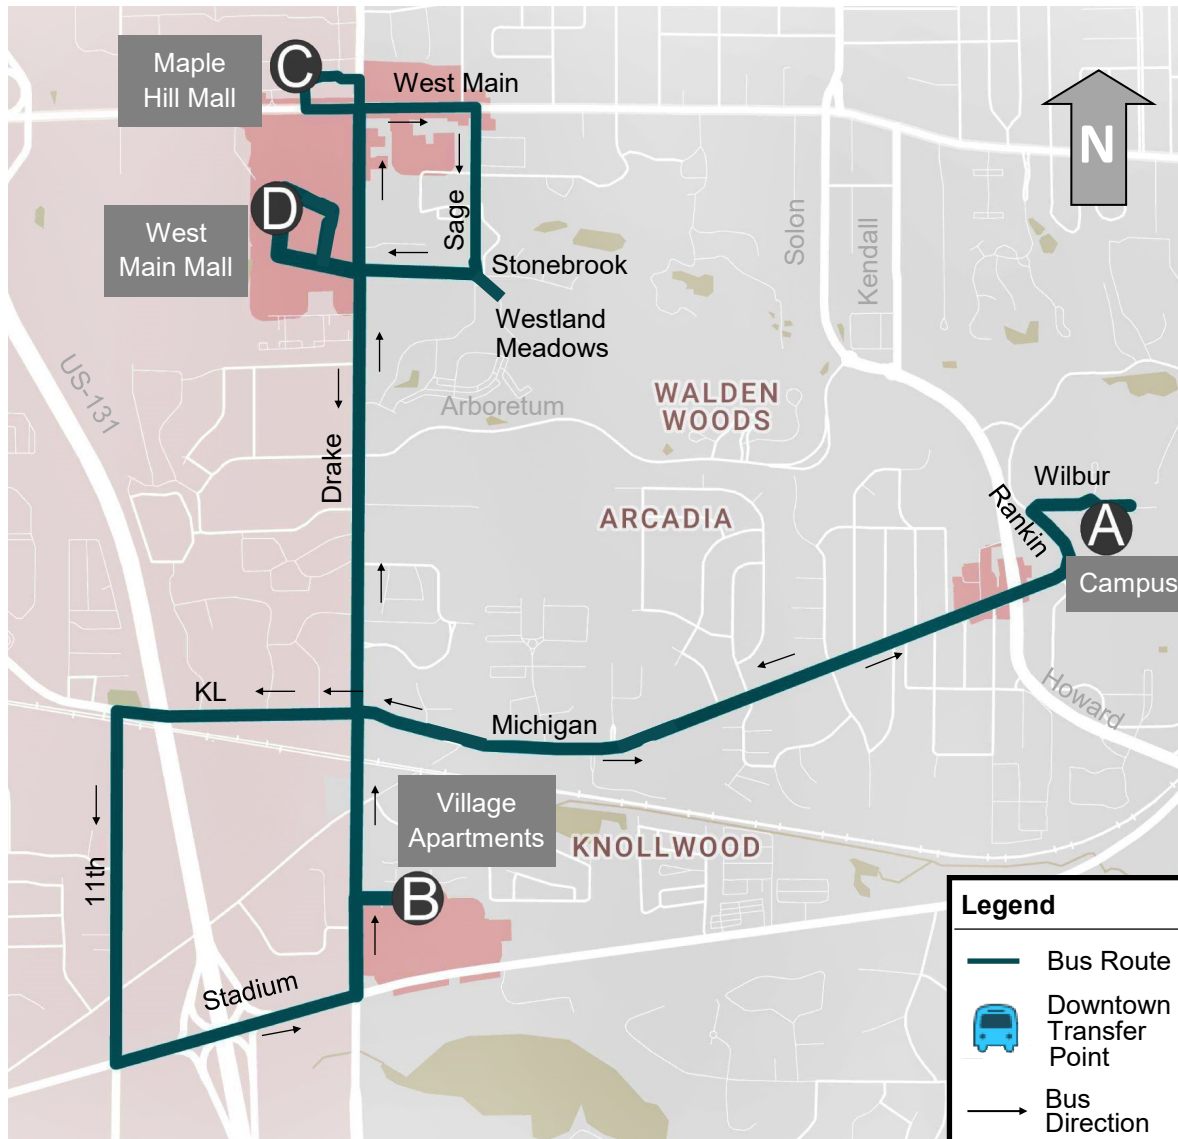 Maple
Hill Mall
C
West Main
N
D
West
Main Mall
Sage
Solon
Kendall
Stonebrook
Westland
Meadows
US-131
Arboretum
WALDEN
WOODS
Drake
ARCADIA
Wilbur
Rankin
A
Campus
KL
Michigan
Howard
Village
Apartments
KNOLLWOOD
11th
B
Stadium
Legend
Bus Route
Downtown
Transfer
Point
Bus
Direction